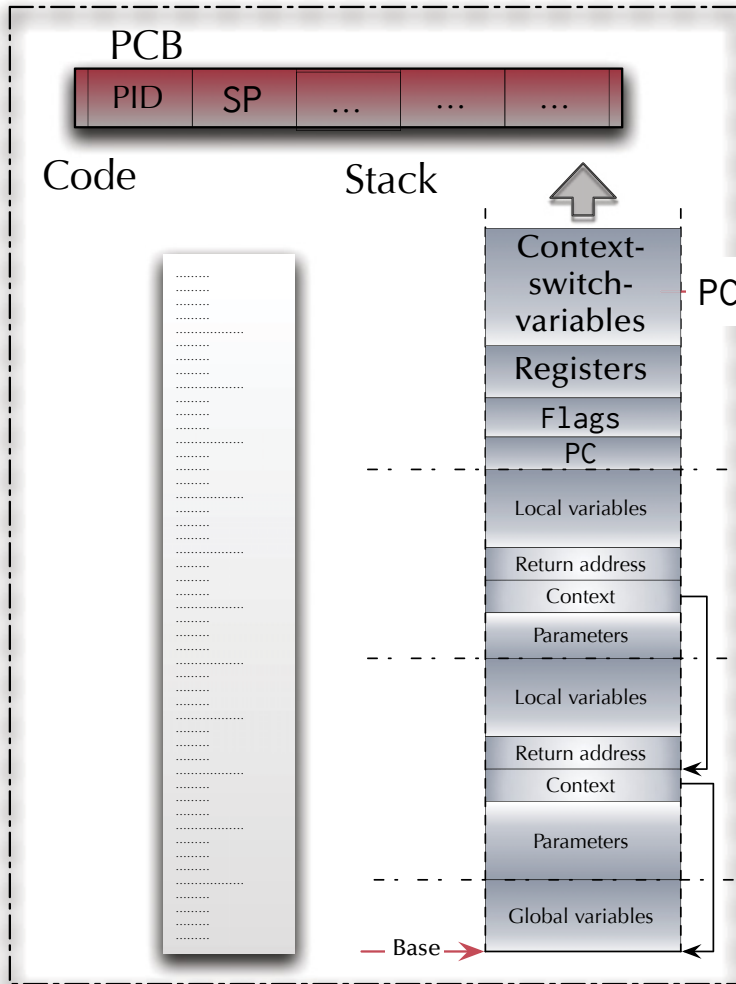 PCB
PID SP ... ... ...
Code Stack
Context-
switch-
variables
PC
Registers
Flags
PC
Local variables
Return address
Context
Parameters
Local variables
Return address
Context
Parameters
Global variables
Base